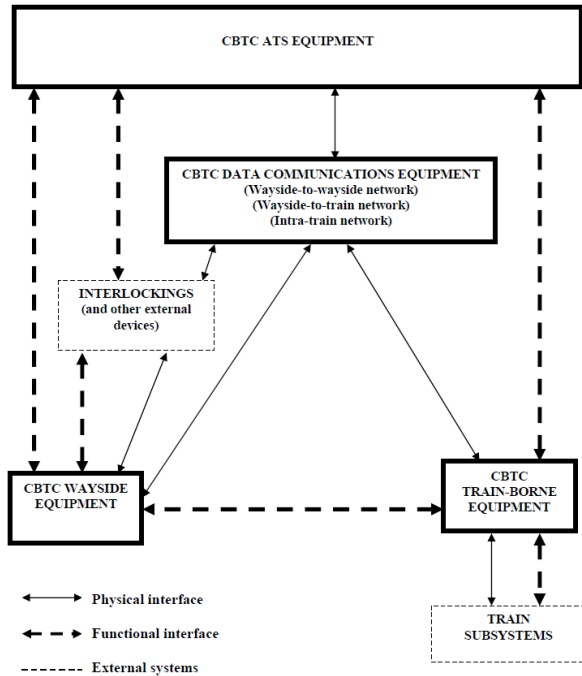 CBTC ATS EQUIPMENT
CBTC DATA COMMUNICATIONS EQUIPMENT
(Wayside-to-wayside network)
(Wayside-to-train network)
(Intra-train network)
INTERLOCKINGS
(and other external
devices)
CBTC WAYSIDE
EQUIPMENT
CBTC
TRAIN-BORNE
EQUIPMENT
TRAIN
SUBSYSTEMS
Physical interface
Functional interface
External systems